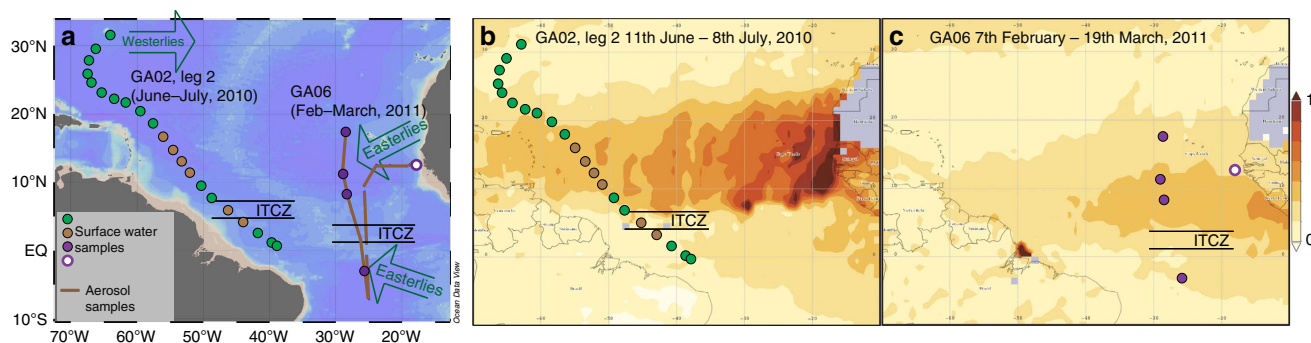 a
Westerlies
GA02, leg 2
(June–July, 2010)
GA06
(Feb–March, 2011)
Easterlies
ITCZ
ITCZ
Easterlies
Surface water
samples
Aerosol
samples
Ocean Data View
30°N
20°N
10°N
EQ
10°S
70°W 60°W 50°W 40°W 30°W 20°W
b
GA02, leg 2 11th June – 8th July, 2010
ITCZ
c
GA06 7th February – 19th March, 2011
ITCZ
1
0